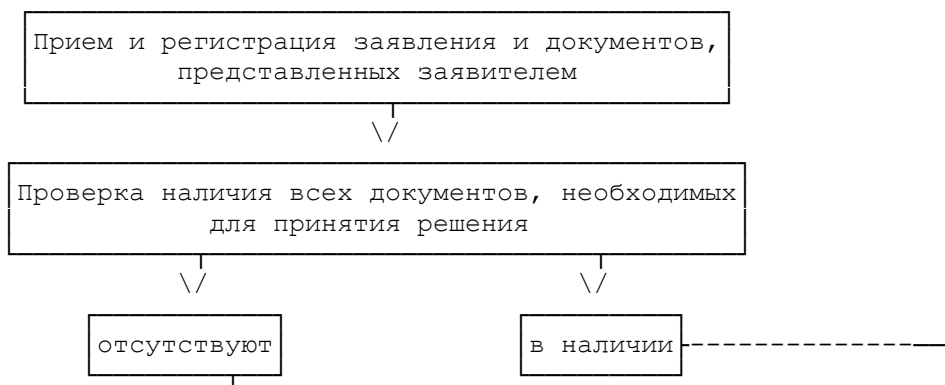 Прием и регистрация заявления и документов,
представленных заявителем
\/
Проверка наличия всех документов, необходимых
для принятия решения
\/ \/
отсутствуют в наличии